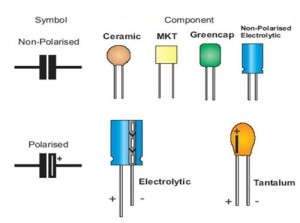 Symbol Component
Non-Polarised
Ceramic MKT Greencap Non-Polarised Electrolytic
Polarised
+
+
Electrolytic
+ -
Tantalum
+ -